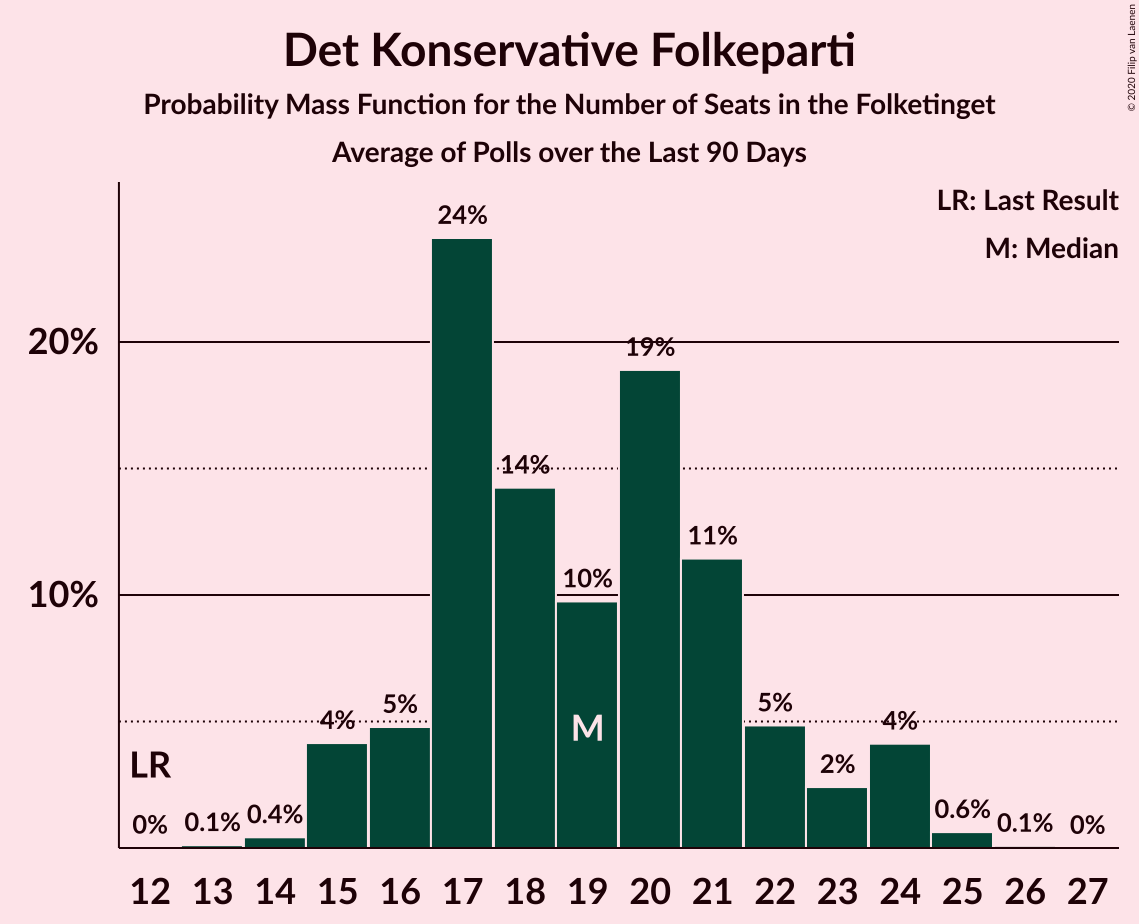 Det Konservative Folkeparti
Probability Mass Function for the Number of Seats in the Folketinget
Average of Polls over the Last 90 Days
© 2020 Filip van Laenen
LR: Last Result
M: Median
24%
20%
19%
14%
11%
10%
10%
5%
5%
4%
4%
M
LR
2%
0%
0.1%
0.4%
0.6%
0.1%
0%
12 13 14 15 16 17 18 19 20 21 22 23 24 25 26 27